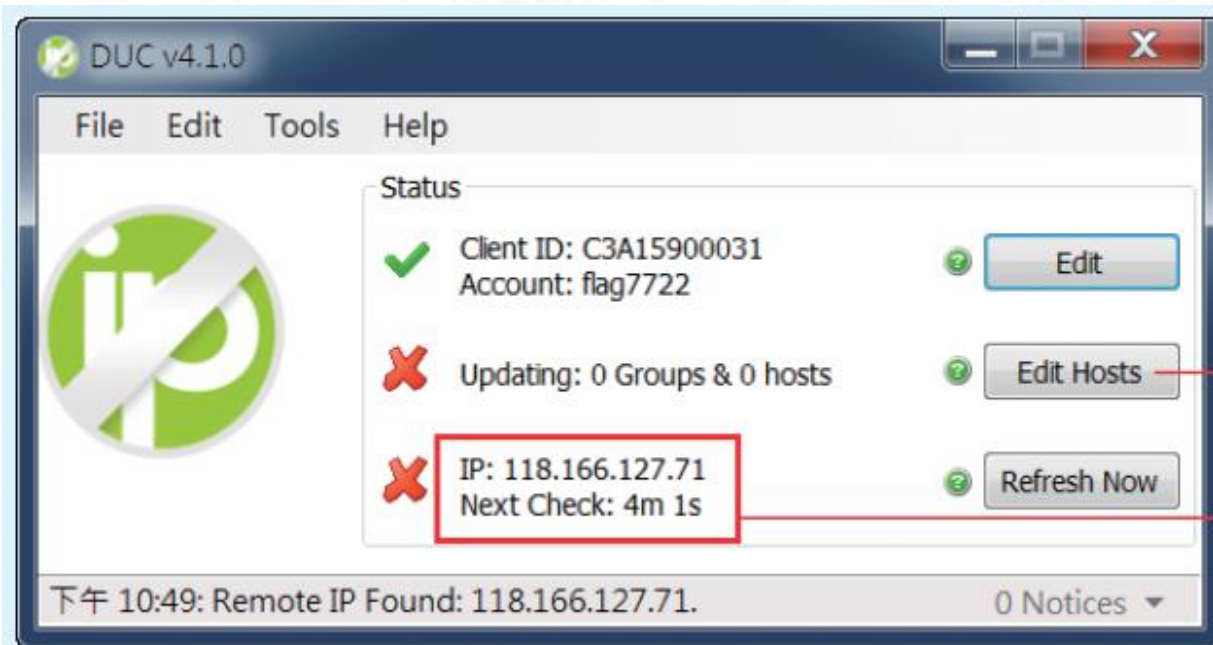 DUC v4.1.0
File Edit Tools Help
Status
Client ID: C3A15900031
Account: flag7722
Edit
Updating: 0 Groups & 0 hosts
Edit Hosts
IP: 118.166.127.71
Next Check: 4m 1s
Refresh Now
下午 10:49: Remote IP Found: 118.166.127.71.
0 Notices